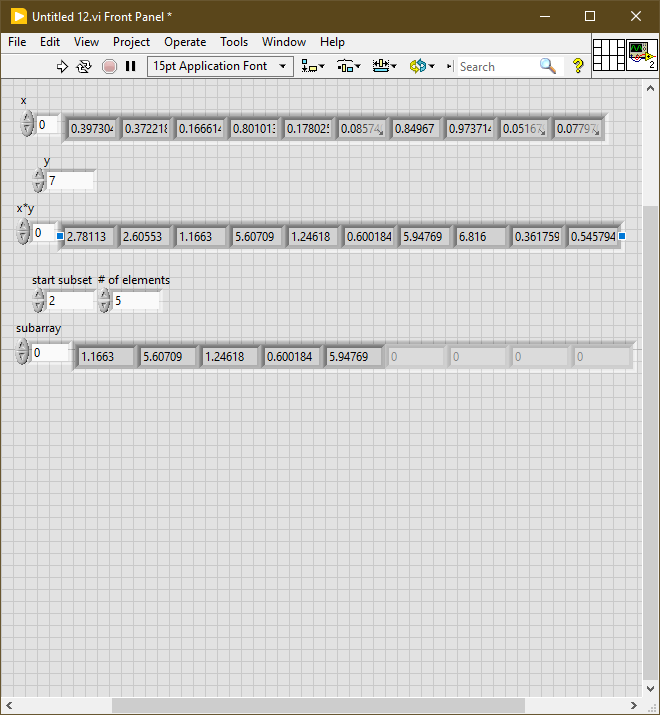 Untitled 12.vi Front Panel *
File Edit View Project Operate Tools Window Help
15pt Application Font Search 2
x
0 0.397304 0.372218 0.166614 0.801013 0.178025 0.08574 0.84967 0.973714 0.05167 0.07797
y
7
x*y
0 2.78113 2.60553 1.1663 5.60709 1.24618 0.600184 5.94769 6.816 0.361759 0.545794
start subset # of elements
2 5
subarray
0 1.1663 5.60709 1.24618 0.600184 5.94769 0 0 0 0